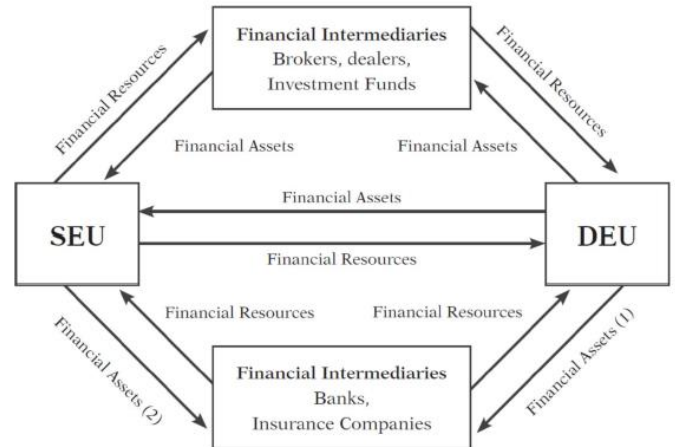 Financial Intermediaries
Brokers, dealers,
Investment Funds
Financial Resources
Financial Resources
Financial Assets
Financial Assets
SEU
Financial Assets
Financial Resources
DEU
Financial Resources
Financial Resources
Financial Assets (2)
Financial Assets (1)
Financial Intermediaries
Banks,
Insurance Companies